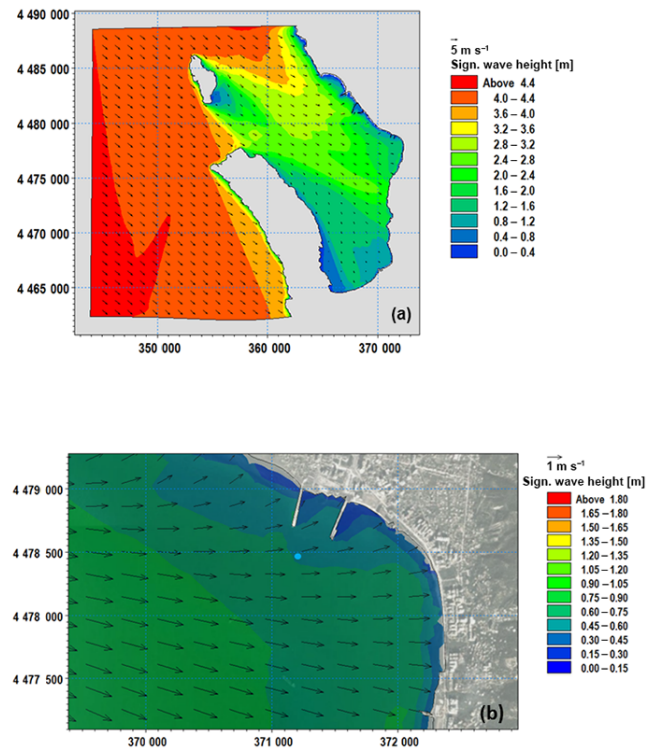 4 490 000
4 485 000
4 480 000
4 475 000
4 470 000
4 465 000
350 000
360 000
370 000
(a)
5 m s⁻¹
Sign. wave height [m]
Above 4.4
4.0 – 4.4
3.6 – 4.0
3.2 – 3.6
2.8 – 3.2
2.4 – 2.8
2.0 – 2.4
1.6 – 2.0
1.2 – 1.6
0.8 – 1.2
0.4 – 0.8
0.0 – 0.4
4 479 000
4 478 500
4 478 000
4 477 500
370 000
371 000
372 000
(b)
1 m s⁻¹
Sign. wave height [m]
Above 1.80
1.65 – 1.80
1.50 – 1.65
1.35 – 1.50
1.20 – 1.35
1.05 – 1.20
0.90 – 1.05
0.75 – 0.90
0.60 – 0.75
0.45 – 0.60
0.30 – 0.45
0.15 – 0.30
0.00 – 0.15